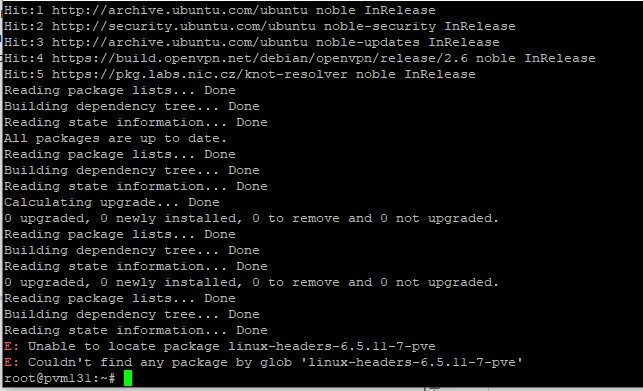 Hit:1 http://archive.ubuntu.com/ubuntu noble InRelease
Hit:2 http://security.ubuntu.com/ubuntu noble-security InRelease
Hit:3 http://archive.ubuntu.com/ubuntu noble-updates InRelease
Hit:4 https://build.openvpn.net/debian/openvpn/release/2.6 noble InRelease
Hit:5 https://pkg.labs.nic.cz/knot-resolver noble InRelease
Reading package lists... Done
Building dependency tree... Done
Reading state information... Done
All packages are up to date.
Reading package lists... Done
Building dependency tree... Done
Reading state information... Done
Calculating upgrade... Done
0 upgraded, 0 newly installed, 0 to remove and 0 not upgraded.
Reading package lists... Done
Building dependency tree... Done
Reading state information... Done
0 upgraded, 0 newly installed, 0 to remove and 0 not upgraded.
Reading package lists... Done
Building dependency tree... Done
Reading state information... Done
E: Unable to locate package linux-headers-6.5.11-7-pve
E: Couldn't find any package by glob 'linux-headers-6.5.11-7-pve'
root@pvml31:~#